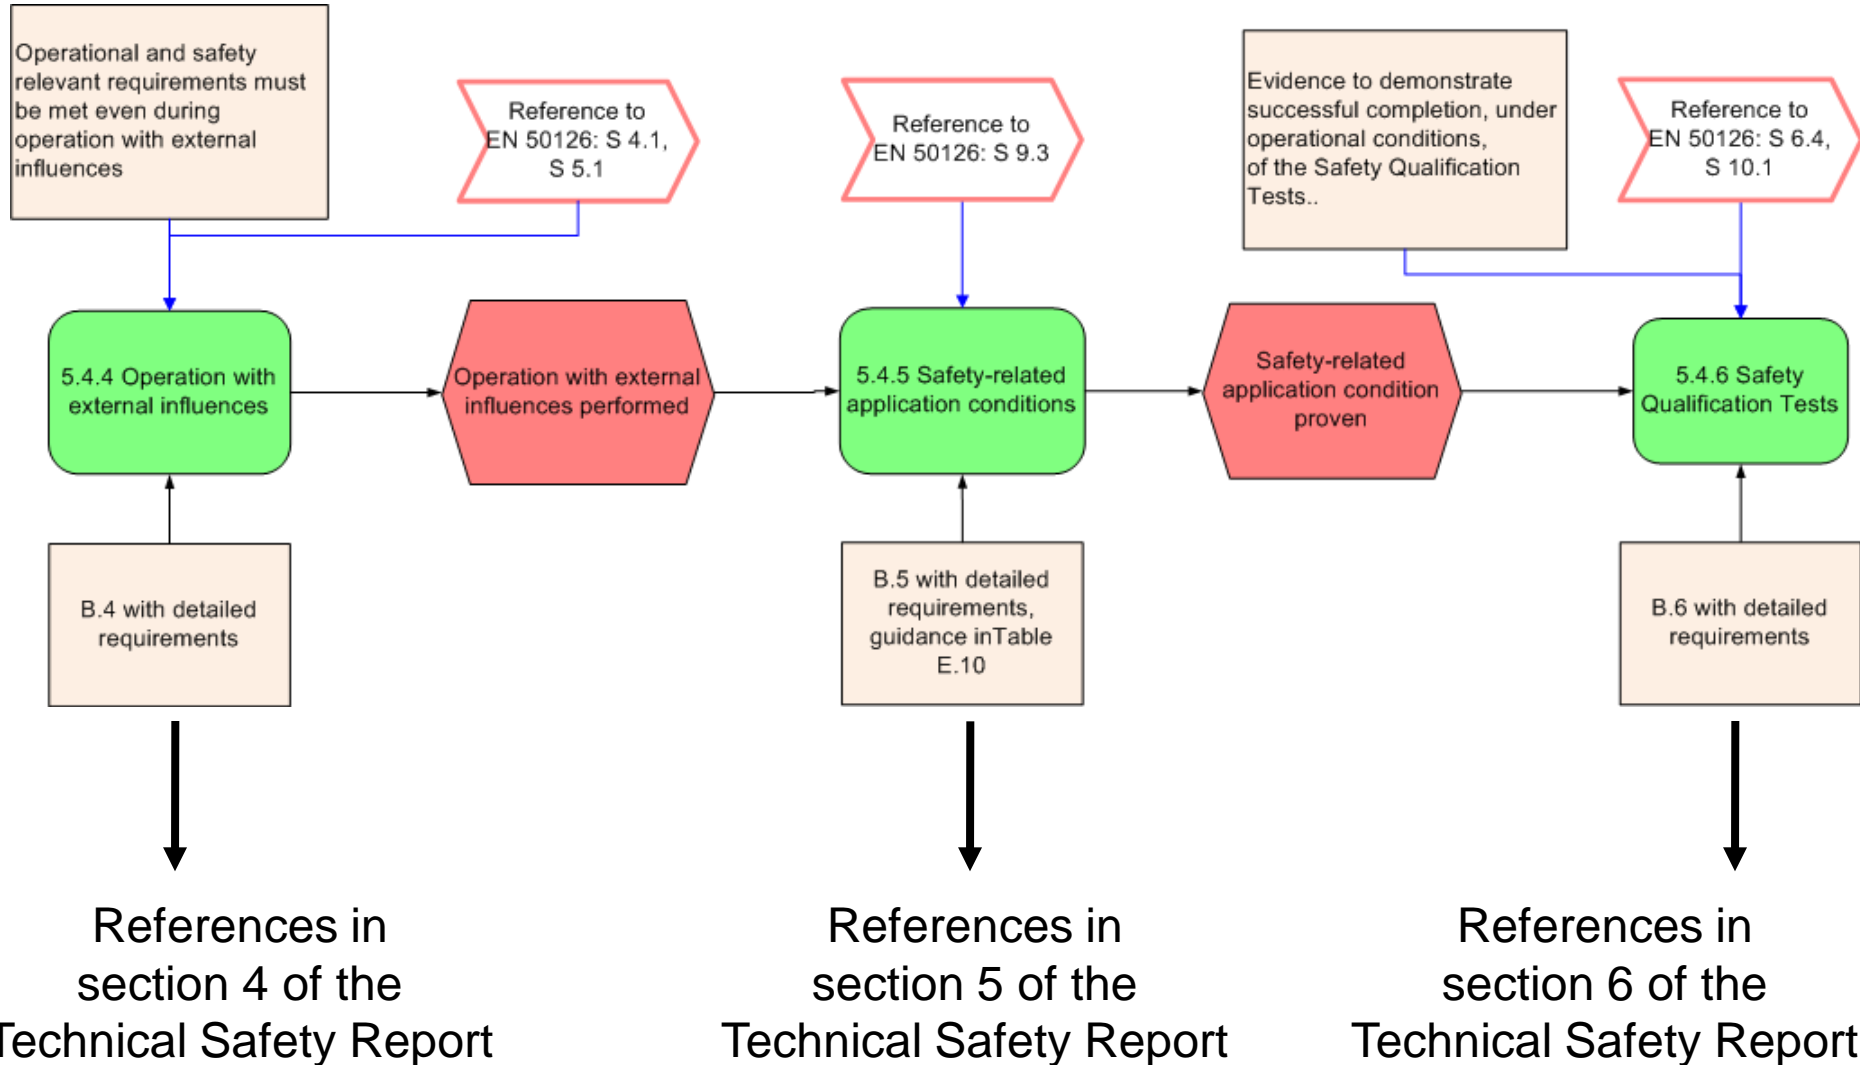 Operational and safety
relevant requirements must
be met even during
operation with external
influences
Reference to
EN 50126: S 4.1,
S 5.1
Reference to
EN 50126: S 9.3
Evidence to demonstrate
successful completion, under
operational conditions,
of the Safety Qualification
Tests..
Reference to
EN 50126: S 6.4,
S 10.1
5.4.4 Operation with
external influences
Operation with external
influences performed
5.4.5 Safety-related
application conditions
Safety-related
application condition
proven
5.4.6 Safety
Qualification Tests
B.4 with detailed
requirements
B.5 with detailed
requirements,
guidance inTable
E.10
B.6 with detailed
requirements
References in
section 4 of the
Technical Safety Report
References in
section 5 of the
Technical Safety Report
References in
section 6 of the
Technical Safety Report